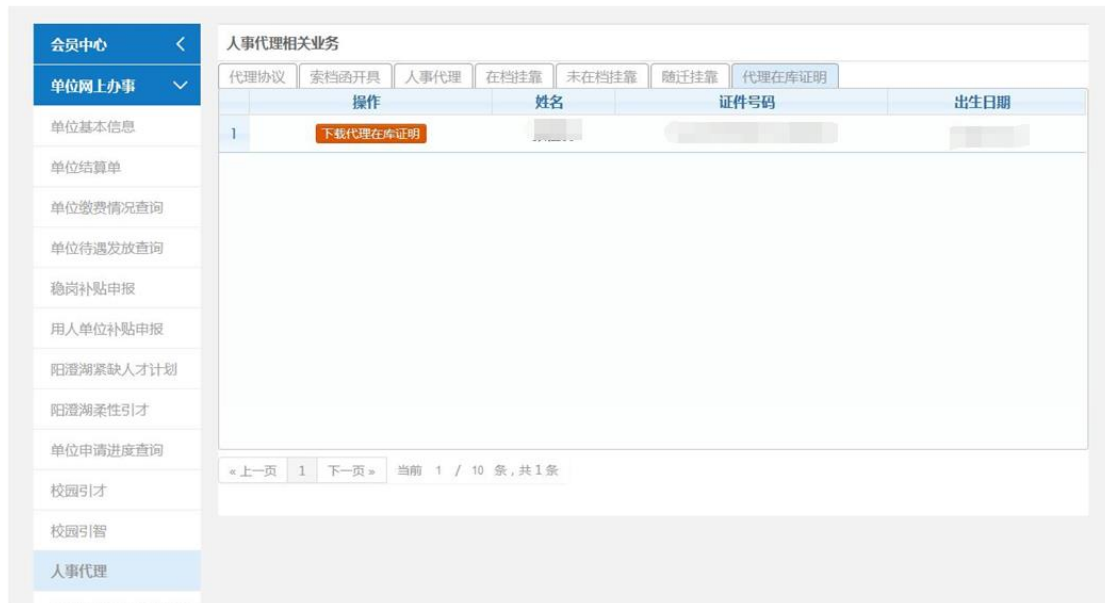 会员中心
单位网上办事
单位基本信息
单位结算单
单位缴费情况查询
单位待遇发放查询
稳岗补贴申报
用人单位补贴申报
阳澄湖紧缺人才计划
阳澄湖柔性引才
单位申请进度查询
校园引才
校园引智
人事代理
人事代理相关业务
代理协议 索档函开具 人事代理 在档挂靠 未在档挂靠 随迁挂靠 代理在库证明
操作 姓名 证件号码 出生日期
1 下载代理在库证明
«上一页 1 下一页» 当前 1 / 10 条,共1条